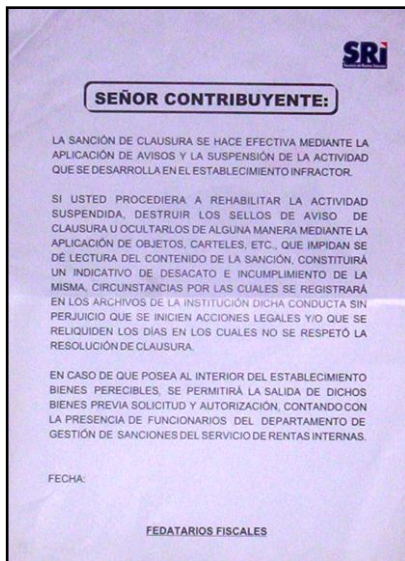 SRi
Servicio de Rentas Internas
SEÑOR CONTRIBUYENTE:
LA SANCIÓN DE CLAUSURA SE HACE EFECTIVA MEDIANTE LA
APLICACIÓN DE AVISOS Y LA SUSPENSIÓN DE LA ACTIVIDAD
QUE SE DESARROLLA EN EL ESTABLECIMIENTO INFRACTOR.
SI USTED PROCEDIERA A REHABILITAR LA ACTIVIDAD
SUSPENDIDA, DESTRUIR LOS SELLOS DE AVISO DE
CLAUSURA U OCULTARLOS DE ALGUNA MANERA MEDIANTE LA
APLICACIÓN DE OBJETOS, CARTELES, ETC., QUE IMPIDAN SE
DÉ LECTURA DEL CONTENIDO DE LA SANCIÓN, CONSTITUIRÁ
UN INDICATIVO DE DESACATO E INCUMPLIMIENTO DE LA
MISMA, CIRCUNSTANCIAS POR LAS CUALES SE REGISTRARÁ
EN LOS ARCHIVOS DE LA INSTITUCIÓN DICHA CONDUCTA SIN
PERJUICIO QUE SE INICIEN ACCIONES LEGALES Y/O QUE SE
RELIQUIDEN LOS DÍAS EN LOS CUALES NO SE RESPETÓ LA
RESOLUCIÓN DE CLAUSURA.
EN CASO DE QUE POSEA AL INTERIOR DEL ESTABLECIMIENTO
BIENES PERECIBLES, SE PERMITIRÁ LA SALIDA DE DICHOS
BIENES PREVIA SOLICITUD Y AUTORIZACIÓN, CONTANDO CON
LA PRESENCIA DE FUNCIONARIOS DEL DEPARTAMENTO DE
GESTIÓN DE SANCIONES DEL SERVICIO DE RENTAS INTERNAS.
FECHA:
FEDATARIOS FISCALES